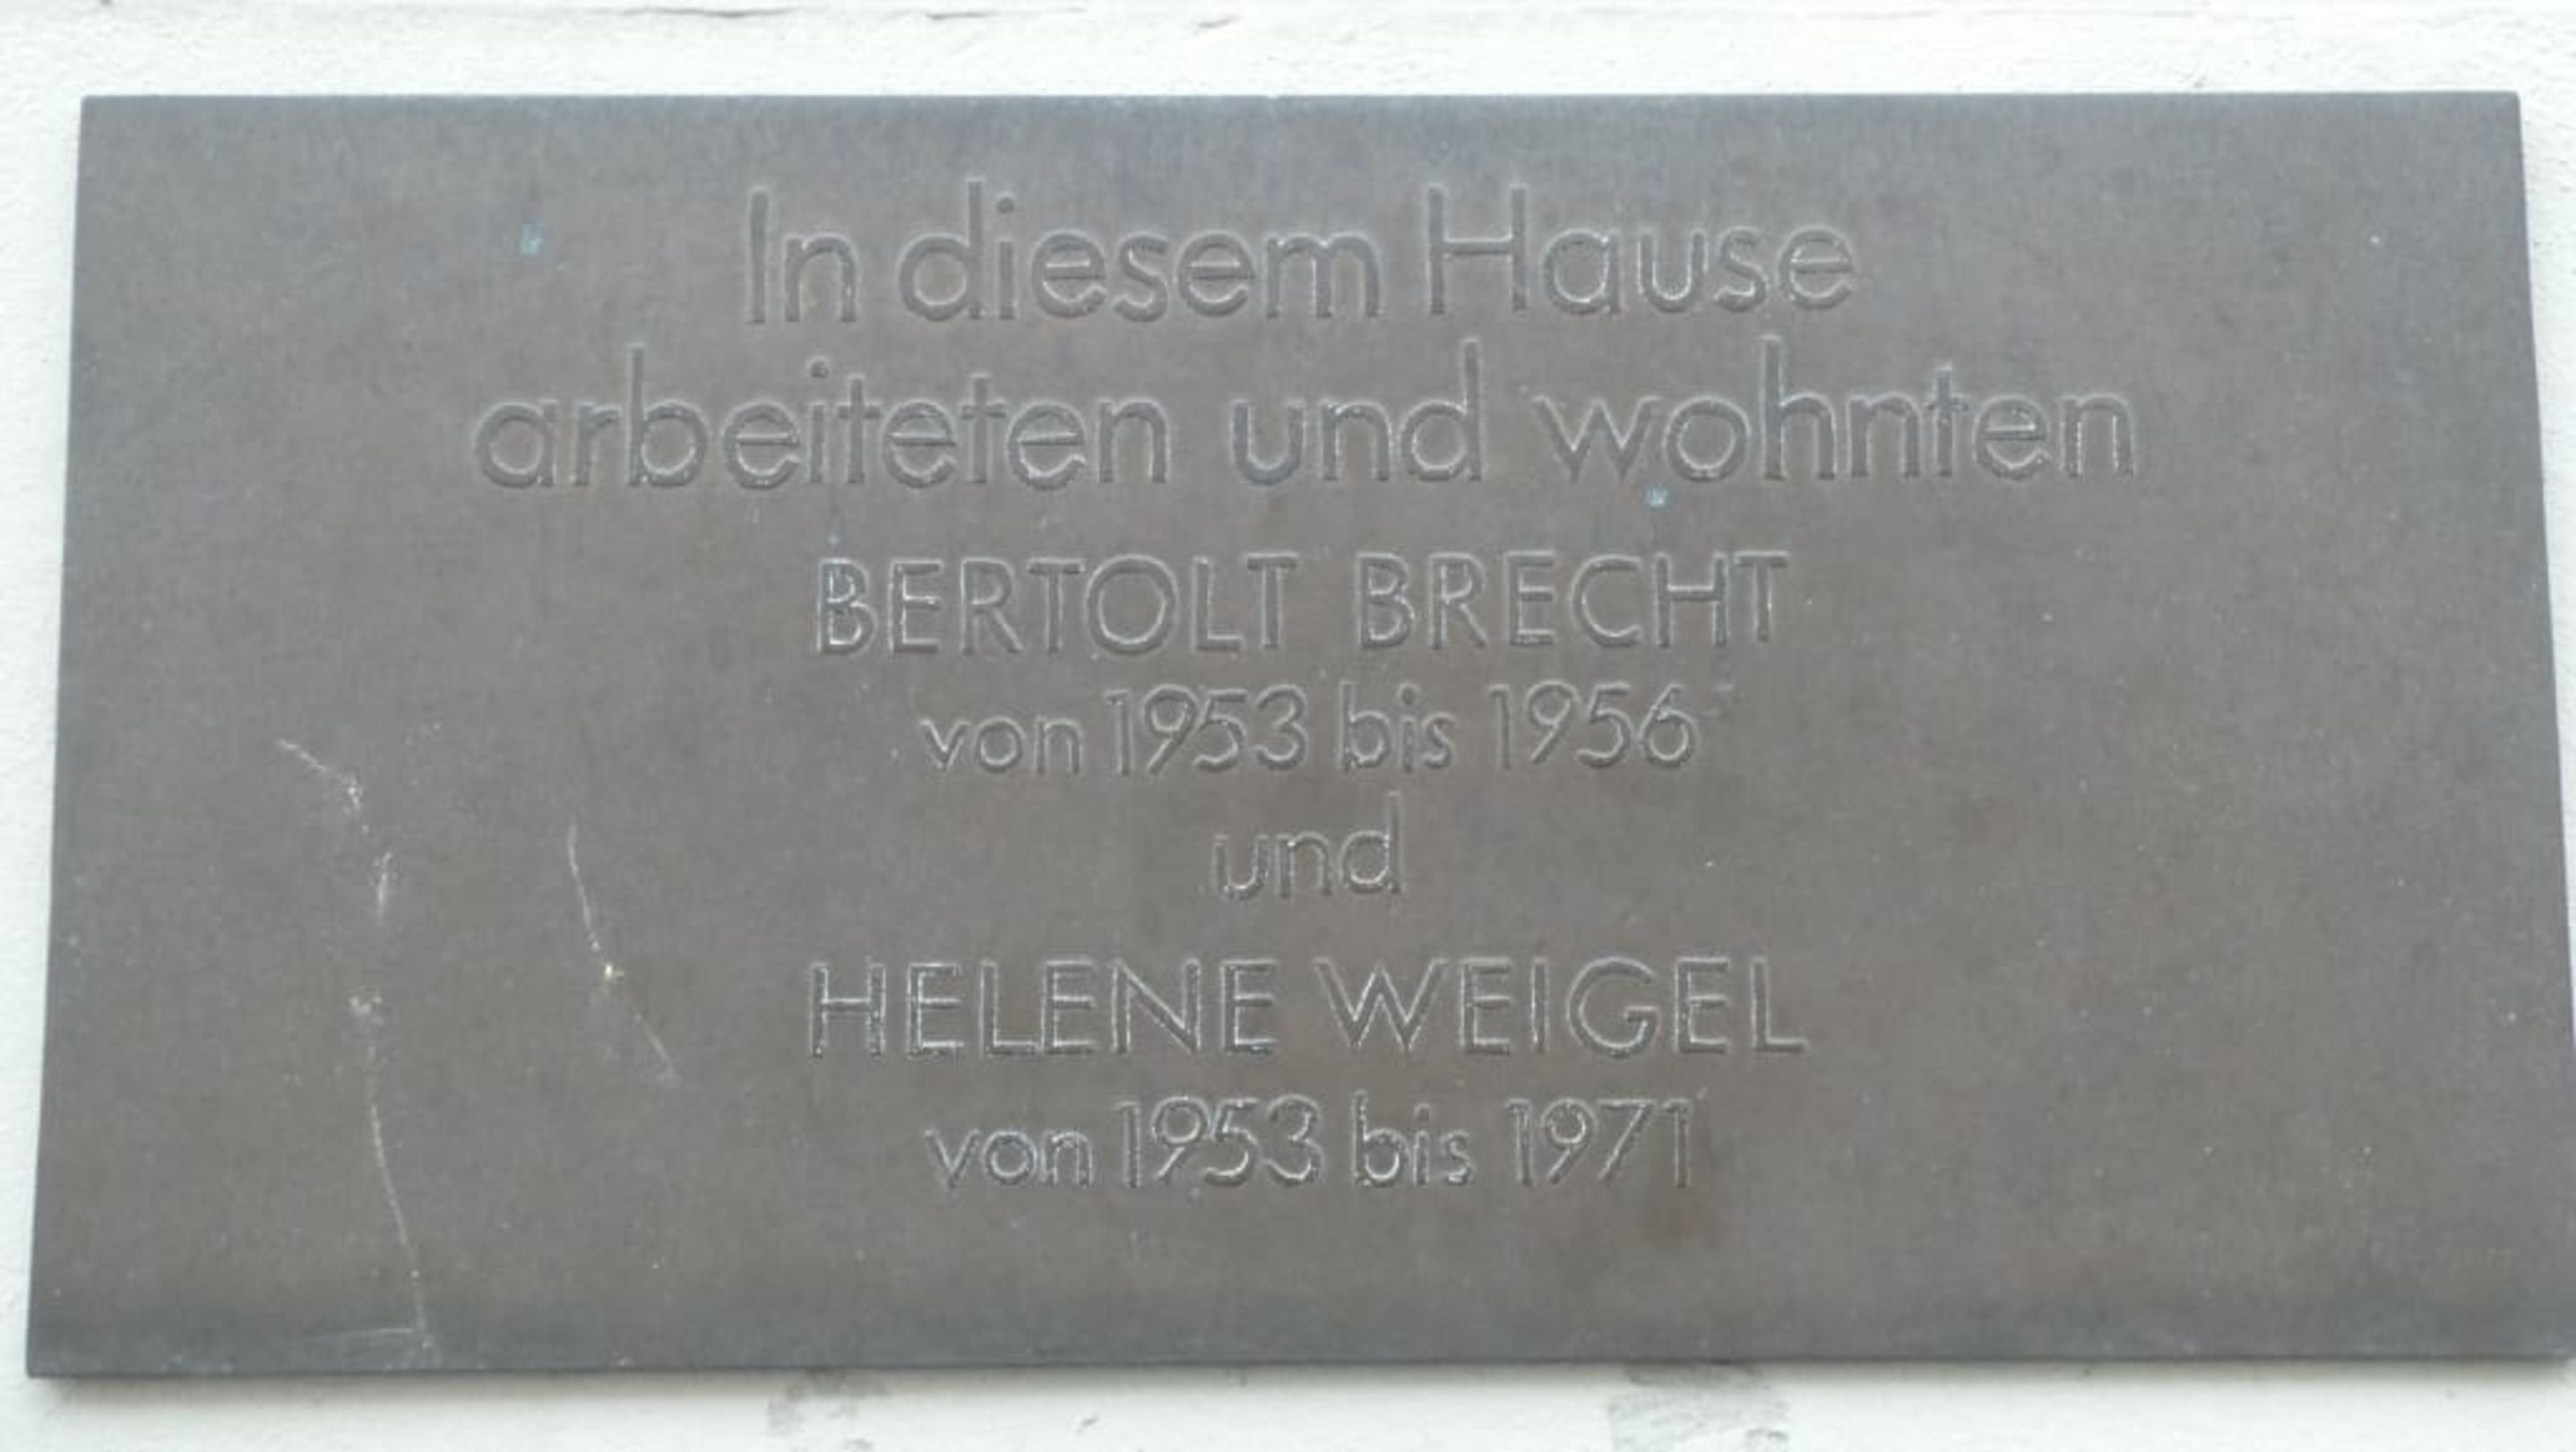 In diesem Hause
arbeiteten und wohnten
BERTOLT BRECHT
von 1953 bis 1956
und
HELENE WEIGEL
von 1953 bis 1971